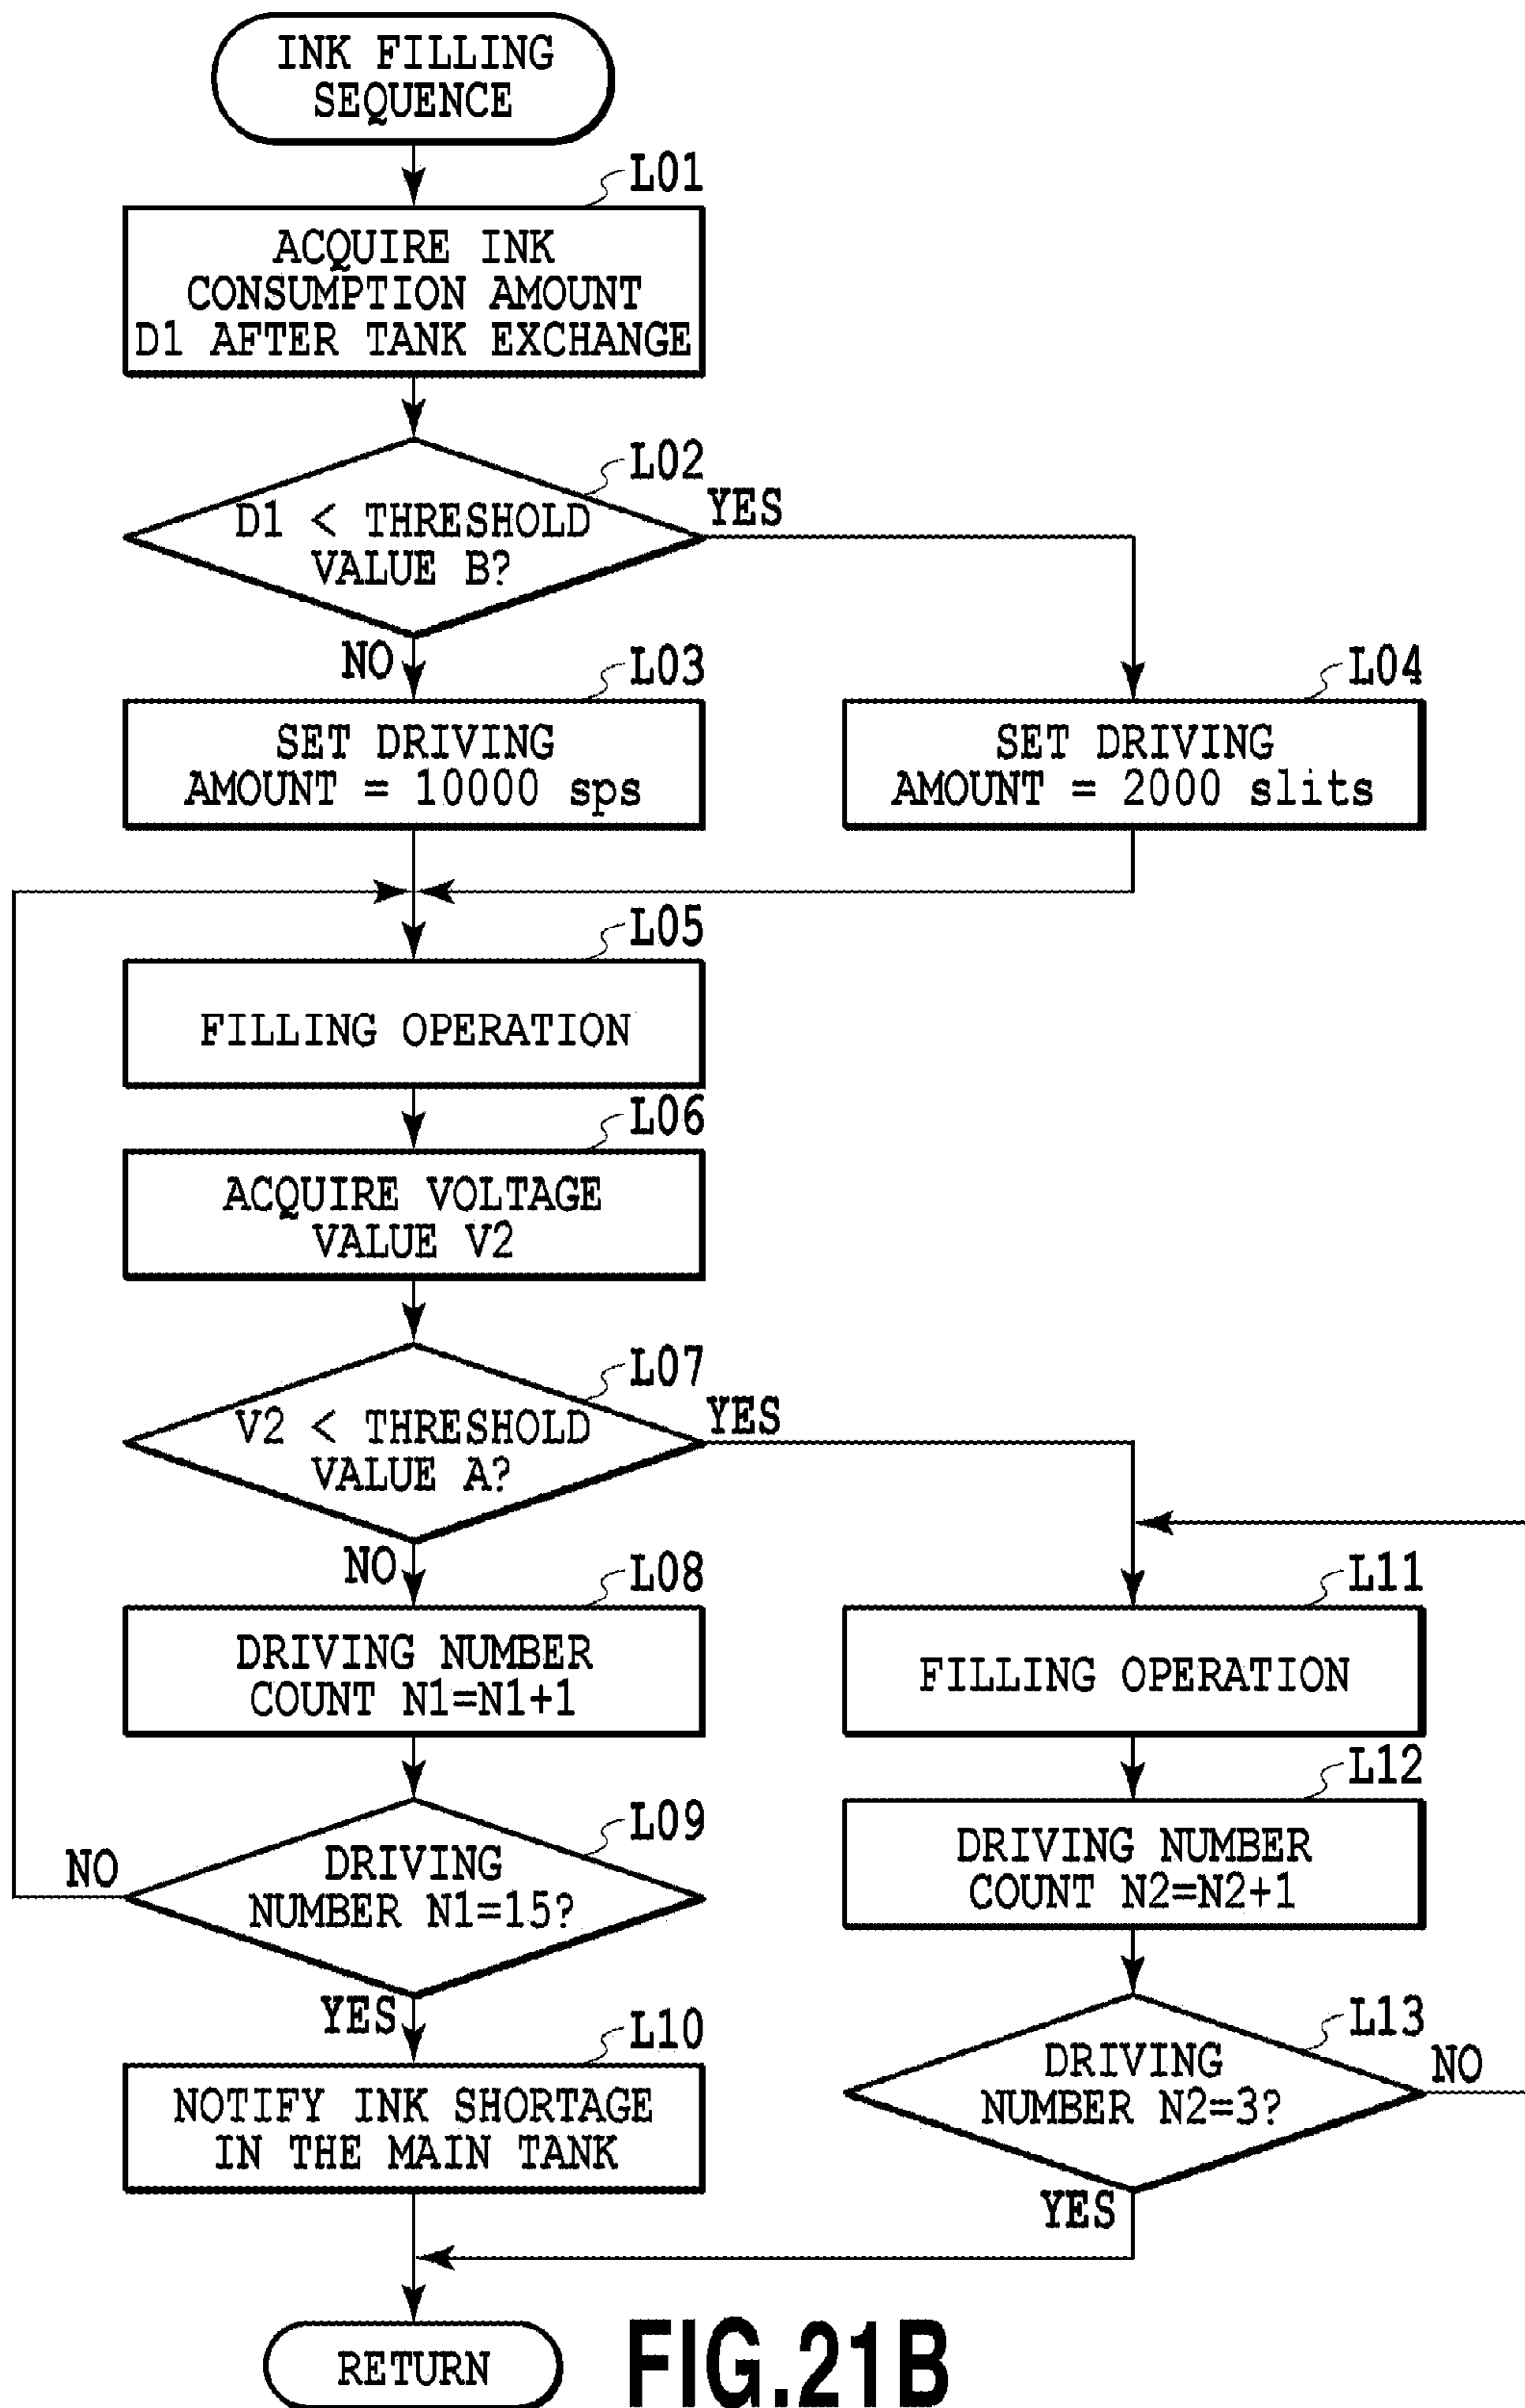 INK FILLING
SEQUENCE
L01
ACQUIRE INK
CONSUMPTION AMOUNT
D1 AFTER TANK EXCHANGE
L02
D1 < THRESHOLD
VALUE B?
YES
NO
L03
SET DRIVING
AMOUNT = 10000 sps
L04
SET DRIVING
AMOUNT = 2000 slits
L05
FILLING OPERATION
L06
ACQUIRE VOLTAGE
VALUE V2
L07
V2 < THRESHOLD
VALUE A?
YES
NO
L08
DRIVING NUMBER
COUNT N1=N1+1
L09
DRIVING
NUMBER N1=15?
NO
YES
L10
NOTIFY INK SHORTAGE
IN THE MAIN TANK
L11
FILLING OPERATION
L12
DRIVING NUMBER
COUNT N2=N2+1
L13
DRIVING
NUMBER N2=3?
NO
YES
RETURN
FIG.21B